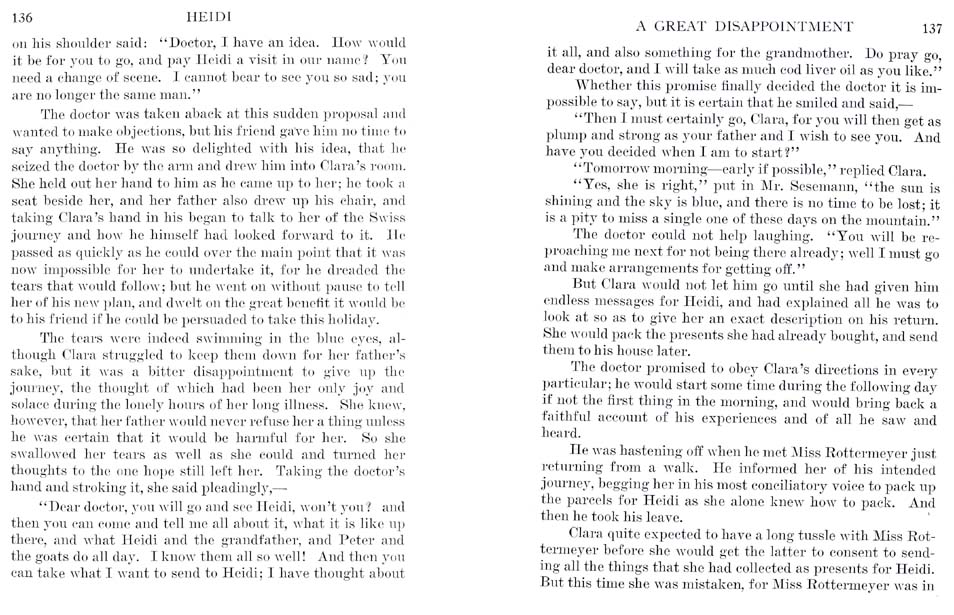 136 HEIDI
on his shoulder said: “Doctor, I have an idea. How would
it be for you to go, and pay Heidi a visit in our name? You
need a change of scene. I cannot bear to see you so sad; you
are no longer the same man.”
The doctor was taken aback at this sudden proposal and
wanted to make objections, but his friend gave him no time to
say anything. He was so delighted with his idea, that he
seized the doctor by the arm and drew him into Clara’s room.
She held out her hand to him as he came up to her; he took a
seat beside her, and her father also drew up his chair, and
taking Clara’s hand in his began to talk to her of the Swiss
journey and how he himself had looked forward to it. He
passed as quickly as he could over the main point that it was
now impossible for her to undertake it, for he dreaded the
tears that would follow; but he went on without pause to tell
her of his new plan, and dwelt on the great benefit it would be
to his friend if he could be persuaded to take this holiday.
The tears were indeed swimming in the blue eyes, al-
though Clara struggled to keep them down for her father’s
sake, but it was a bitter disappointment to give up the
journey, the thought of which had been her only joy and
solace during the lonely hours of her long illness. She knew,
however, that her father would never refuse her a thing unless
he was certain that it would be harmful for her. So she
swallowed her tears as well as she could and turned her
thoughts to the one hope still left her. Taking the doctor’s
hand and stroking it, she said pleadingly,—
“Dear doctor, you will go and see Heidi, won’t you? and
then you can come and tell me all about it, what it is like up
there, and what Heidi and the grandfather, and Peter and
the goats do all day. I know them all so well! And then you
can take what I want to send to Heidi; I have thought about
A GREAT DISAPPOINTMENT 137
it all, and also something for the grandmother. Do pray go,
dear doctor, and I will take as much cod liver oil as you like.”
Whether this promise finally decided the doctor it is im-
possible to say, but it is certain that he smiled and said,—
“Then I must certainly go, Clara, for you will then get as
plump and strong as your father and I wish to see you. And
have you decided when I am to start?”
“Tomorrow morning—early if possible,” replied Clara.
“Yes, she is right,” put in Mr. Sesemann, “the sun is
shining and the sky is blue, and there is no time to be lost; it
is a pity to miss a single one of these days on the mountain.”
The doctor could not help laughing. “You will be re-
proaching me next for not being there already; well I must go
and make arrangements for getting off.”
But Clara would not let him go until she had given him
endless messages for Heidi, and had explained all he was to
look at so as to give her an exact description on his return.
She would pack the presents she had already bought, and send
them to his house later.
The doctor promised to obey Clara’s directions in every
particular; he would start some time during the following day
if not the first thing in the morning, and would bring back a
faithful account of his experiences and of all he saw and
heard.
He was hastening off when he met Miss Rottermeyer just
returning from a walk. He informed her of his intended
journey, begging her in his most conciliatory voice to pack up
the parcels for Heidi as she alone knew how to pack. And
then he took his leave.
Clara quite expected to have a long tussle with Miss Rot-
termeyer before she would get the latter to consent to send-
ing all the things that she had collected as presents for Heidi.
But this time she was mistaken, for Miss Rottermeyer was in